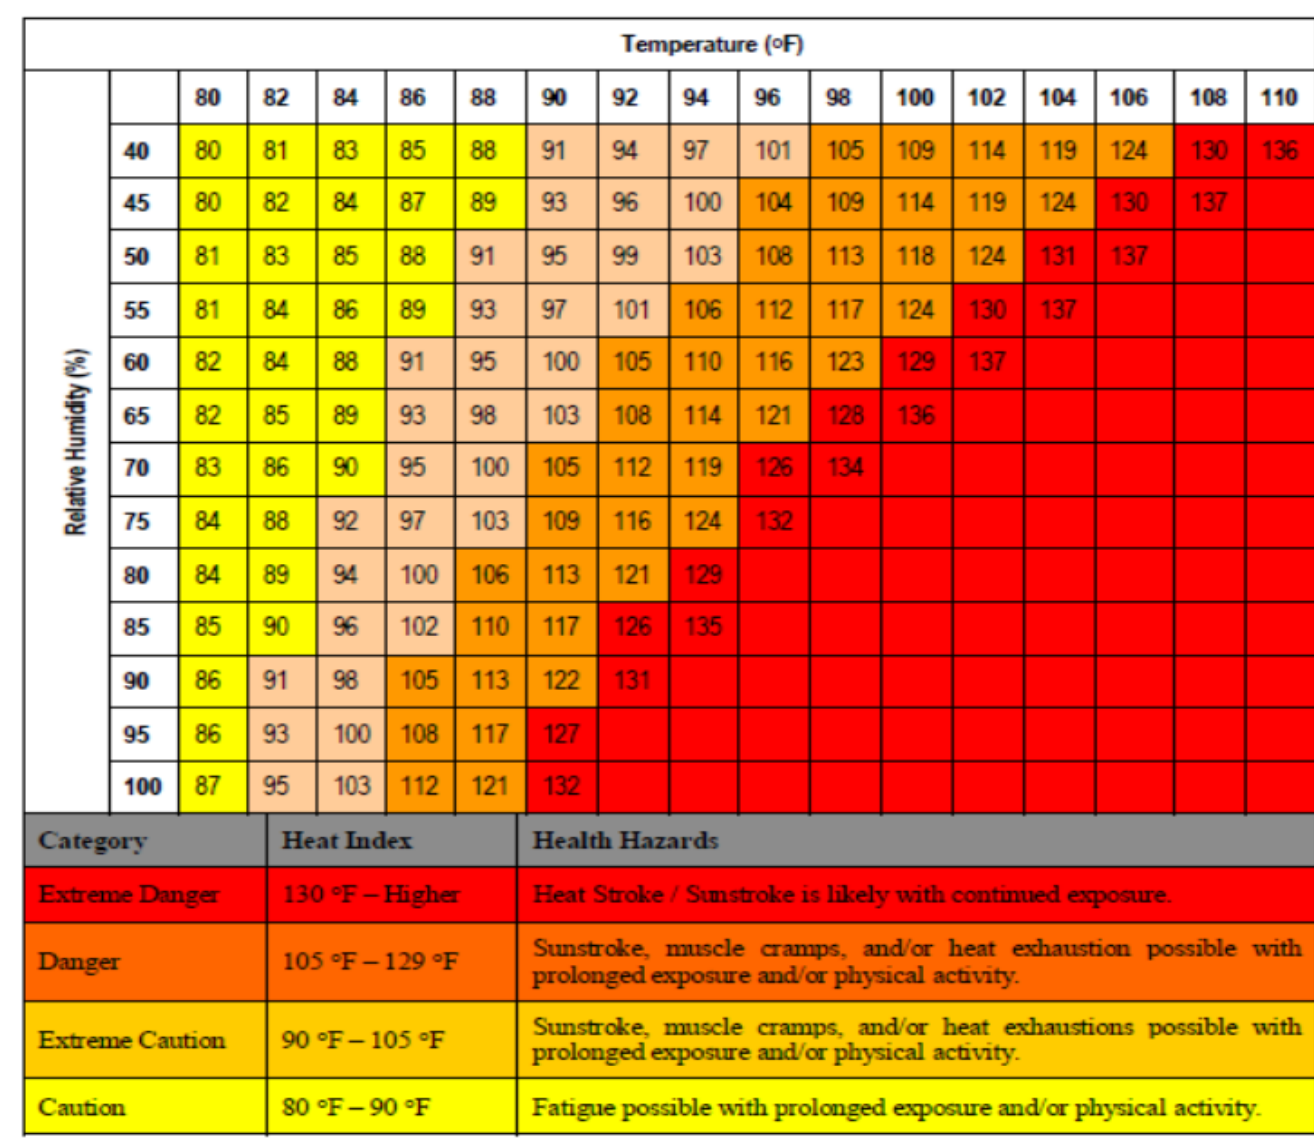 Temperature (ºF)
80 82 84 86 88 90 92 94 96 98 100 102 104 106 108 110
Relative Humidity (%)
40 80 81 83 85 88 91 94 97 101 105 109 114 119 124 130 136
45 80 82 84 87 89 93 96 100 104 109 114 119 124 130 137
50 81 83 85 88 91 95 99 103 108 113 118 124 131 137
55 81 84 86 89 93 97 101 106 112 117 124 130 137
60 82 84 88 91 95 100 105 110 116 123 129 137
65 82 85 89 93 98 103 108 114 121 128 136
70 83 86 90 95 100 105 112 119 126 134
75 84 88 92 97 103 109 116 124 132
80 84 89 94 100 106 113 121 129
85 85 90 96 102 110 117 126 135
90 86 91 98 105 113 122 131
95 86 93 100 108 117 127
100 87 95 103 112 121 132
Category Heat Index Health Hazards
Extreme Danger 130 ºF – Higher Heat Stroke / Sunstroke is likely with continued exposure.
Danger 105 ºF – 129 ºF Sunstroke, muscle cramps, and/or heat exhaustion possible with
prolonged exposure and/or physical activity.
Extreme Caution 90 ºF – 105 ºF Sunstroke, muscle cramps, and/or heat exhaustions possible with
prolonged exposure and/or physical activity.
Caution 80 ºF – 90 ºF Fatigue possible with prolonged exposure and/or physical activity.